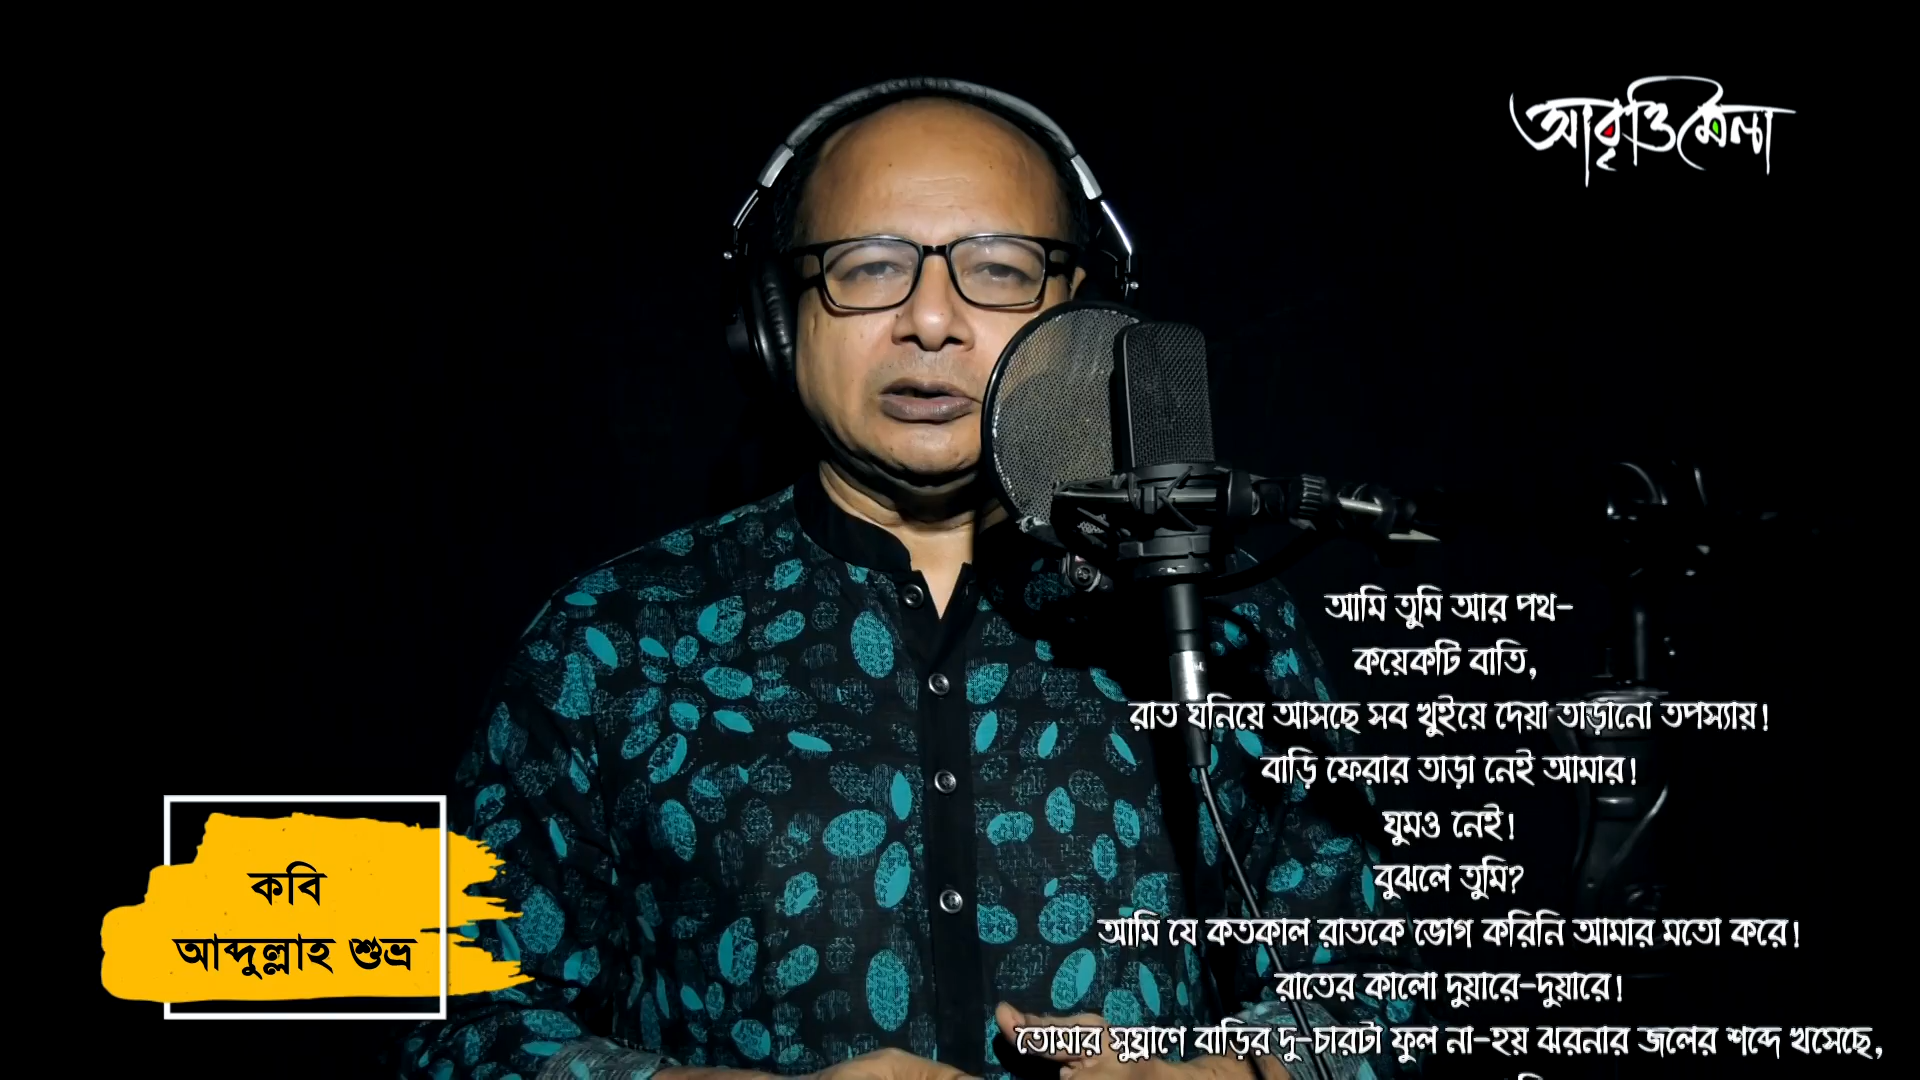 আবৃত্তিমেলা
আমি তুমি আর পথ-
কয়েকটি বাতি,
রাত ঘনিয়ে আসছে সব খুইয়ে দেয়া তাড়ানো তপস্যায়!
বাড়ি ফেরার তাড়া নেই আমার!
ঘুমও নেই!
বুঝলে তুমি?
আমি যে কতকাল রাতকে ভোগ করিনি আমার মতো করে!
রাতের কালো দুয়ারে-দুয়ারে!
তোমার সুঘ্রাণে বাড়ির দু-চারটা ফুল না-হয় ঝরনার জলের শব্দে খসেছে,
কবি
আব্দুল্লাহ শুভ্র